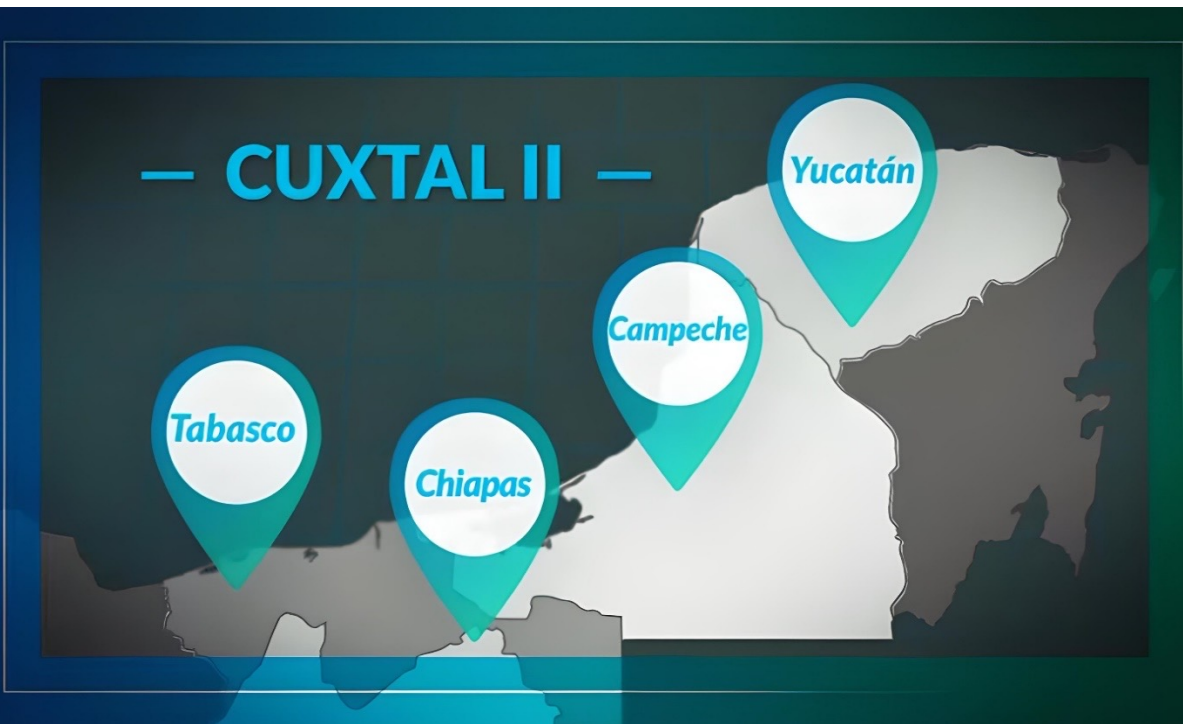 — CUXTAL II —
Yucatán
Campeche
Tabasco
Chiapas